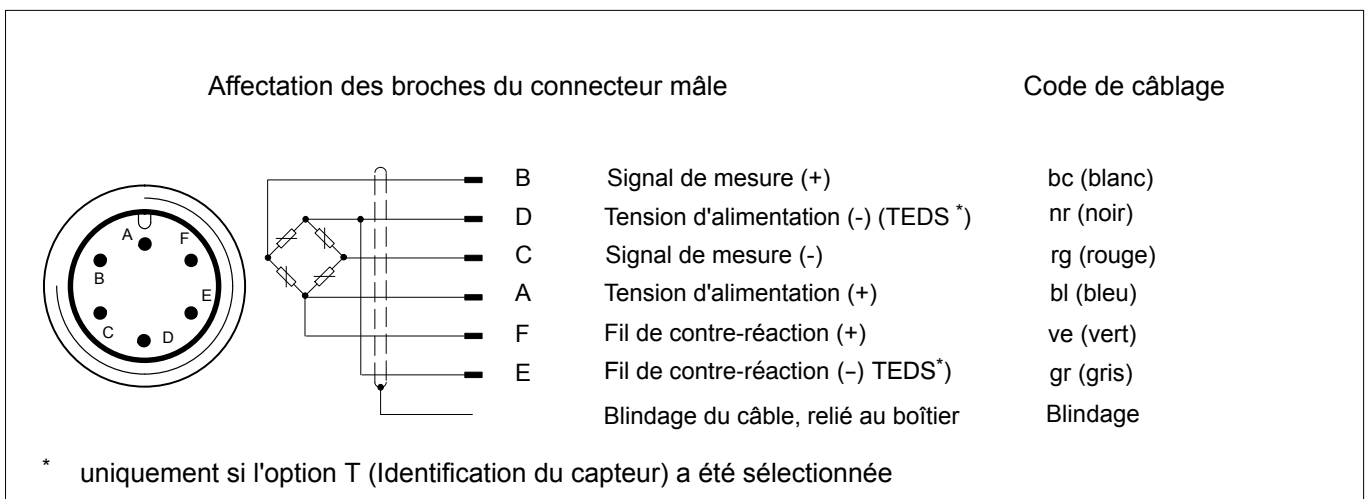 Affectation des broches du connecteur mâle Code de câblage
B Signal de mesure (+) bc (blanc)
D Tension d'alimentation (-) (TEDS *) nr (noir)
C Signal de mesure (-) rg (rouge)
A Tension d'alimentation (+) bl (bleu)
F Fil de contre-réaction (+) ve (vert)
E Fil de contre-réaction (–) TEDS*) gr (gris)
Blindage du câble, relié au boîtier Blindage
A F
B
E
C D
* uniquement si l'option T (Identification du capteur) a été sélectionnée